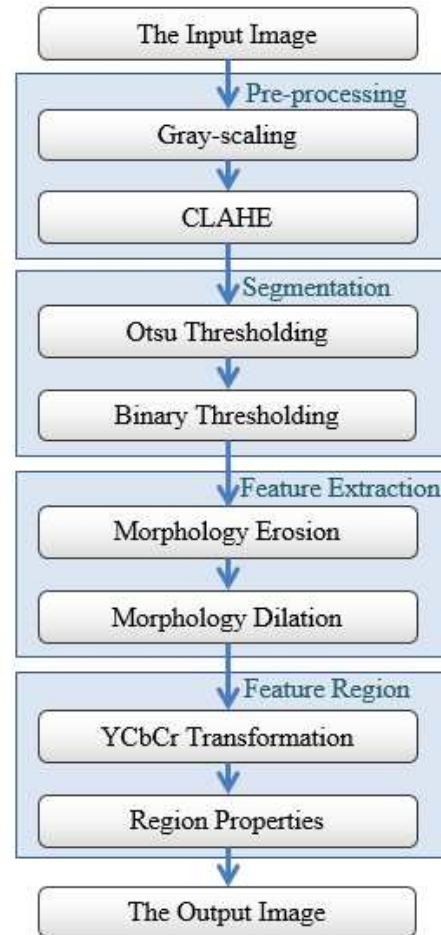 The Input Image
Pre-processing
Gray-scaling
CLAHE
Segmentation
Otsu Thresholding
Binary Thresholding
Feature Extraction
Morphology Erosion
Morphology Dilation
Feature Region
YCbCr Transformation
Region Properties
The Output Image